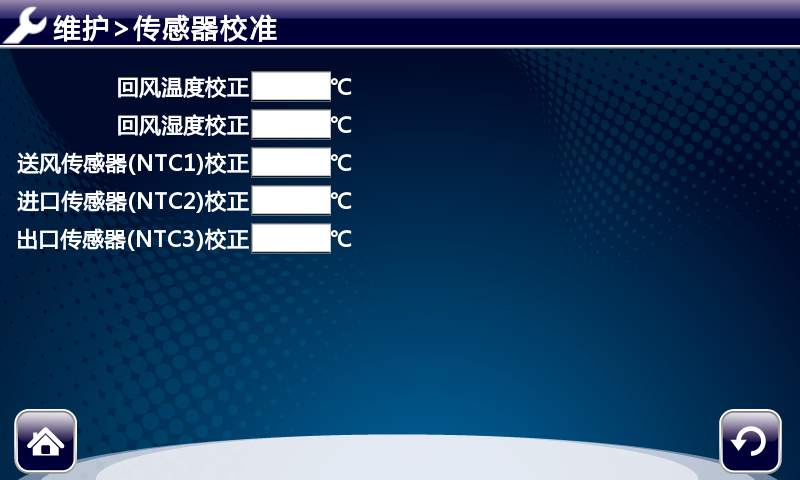 维护>传感器校准
回风温度校正 ℃
回风湿度校正 ℃
送风传感器(NTC1)校正 ℃
进口传感器(NTC2)校正 ℃
出口传感器(NTC3)校正 ℃